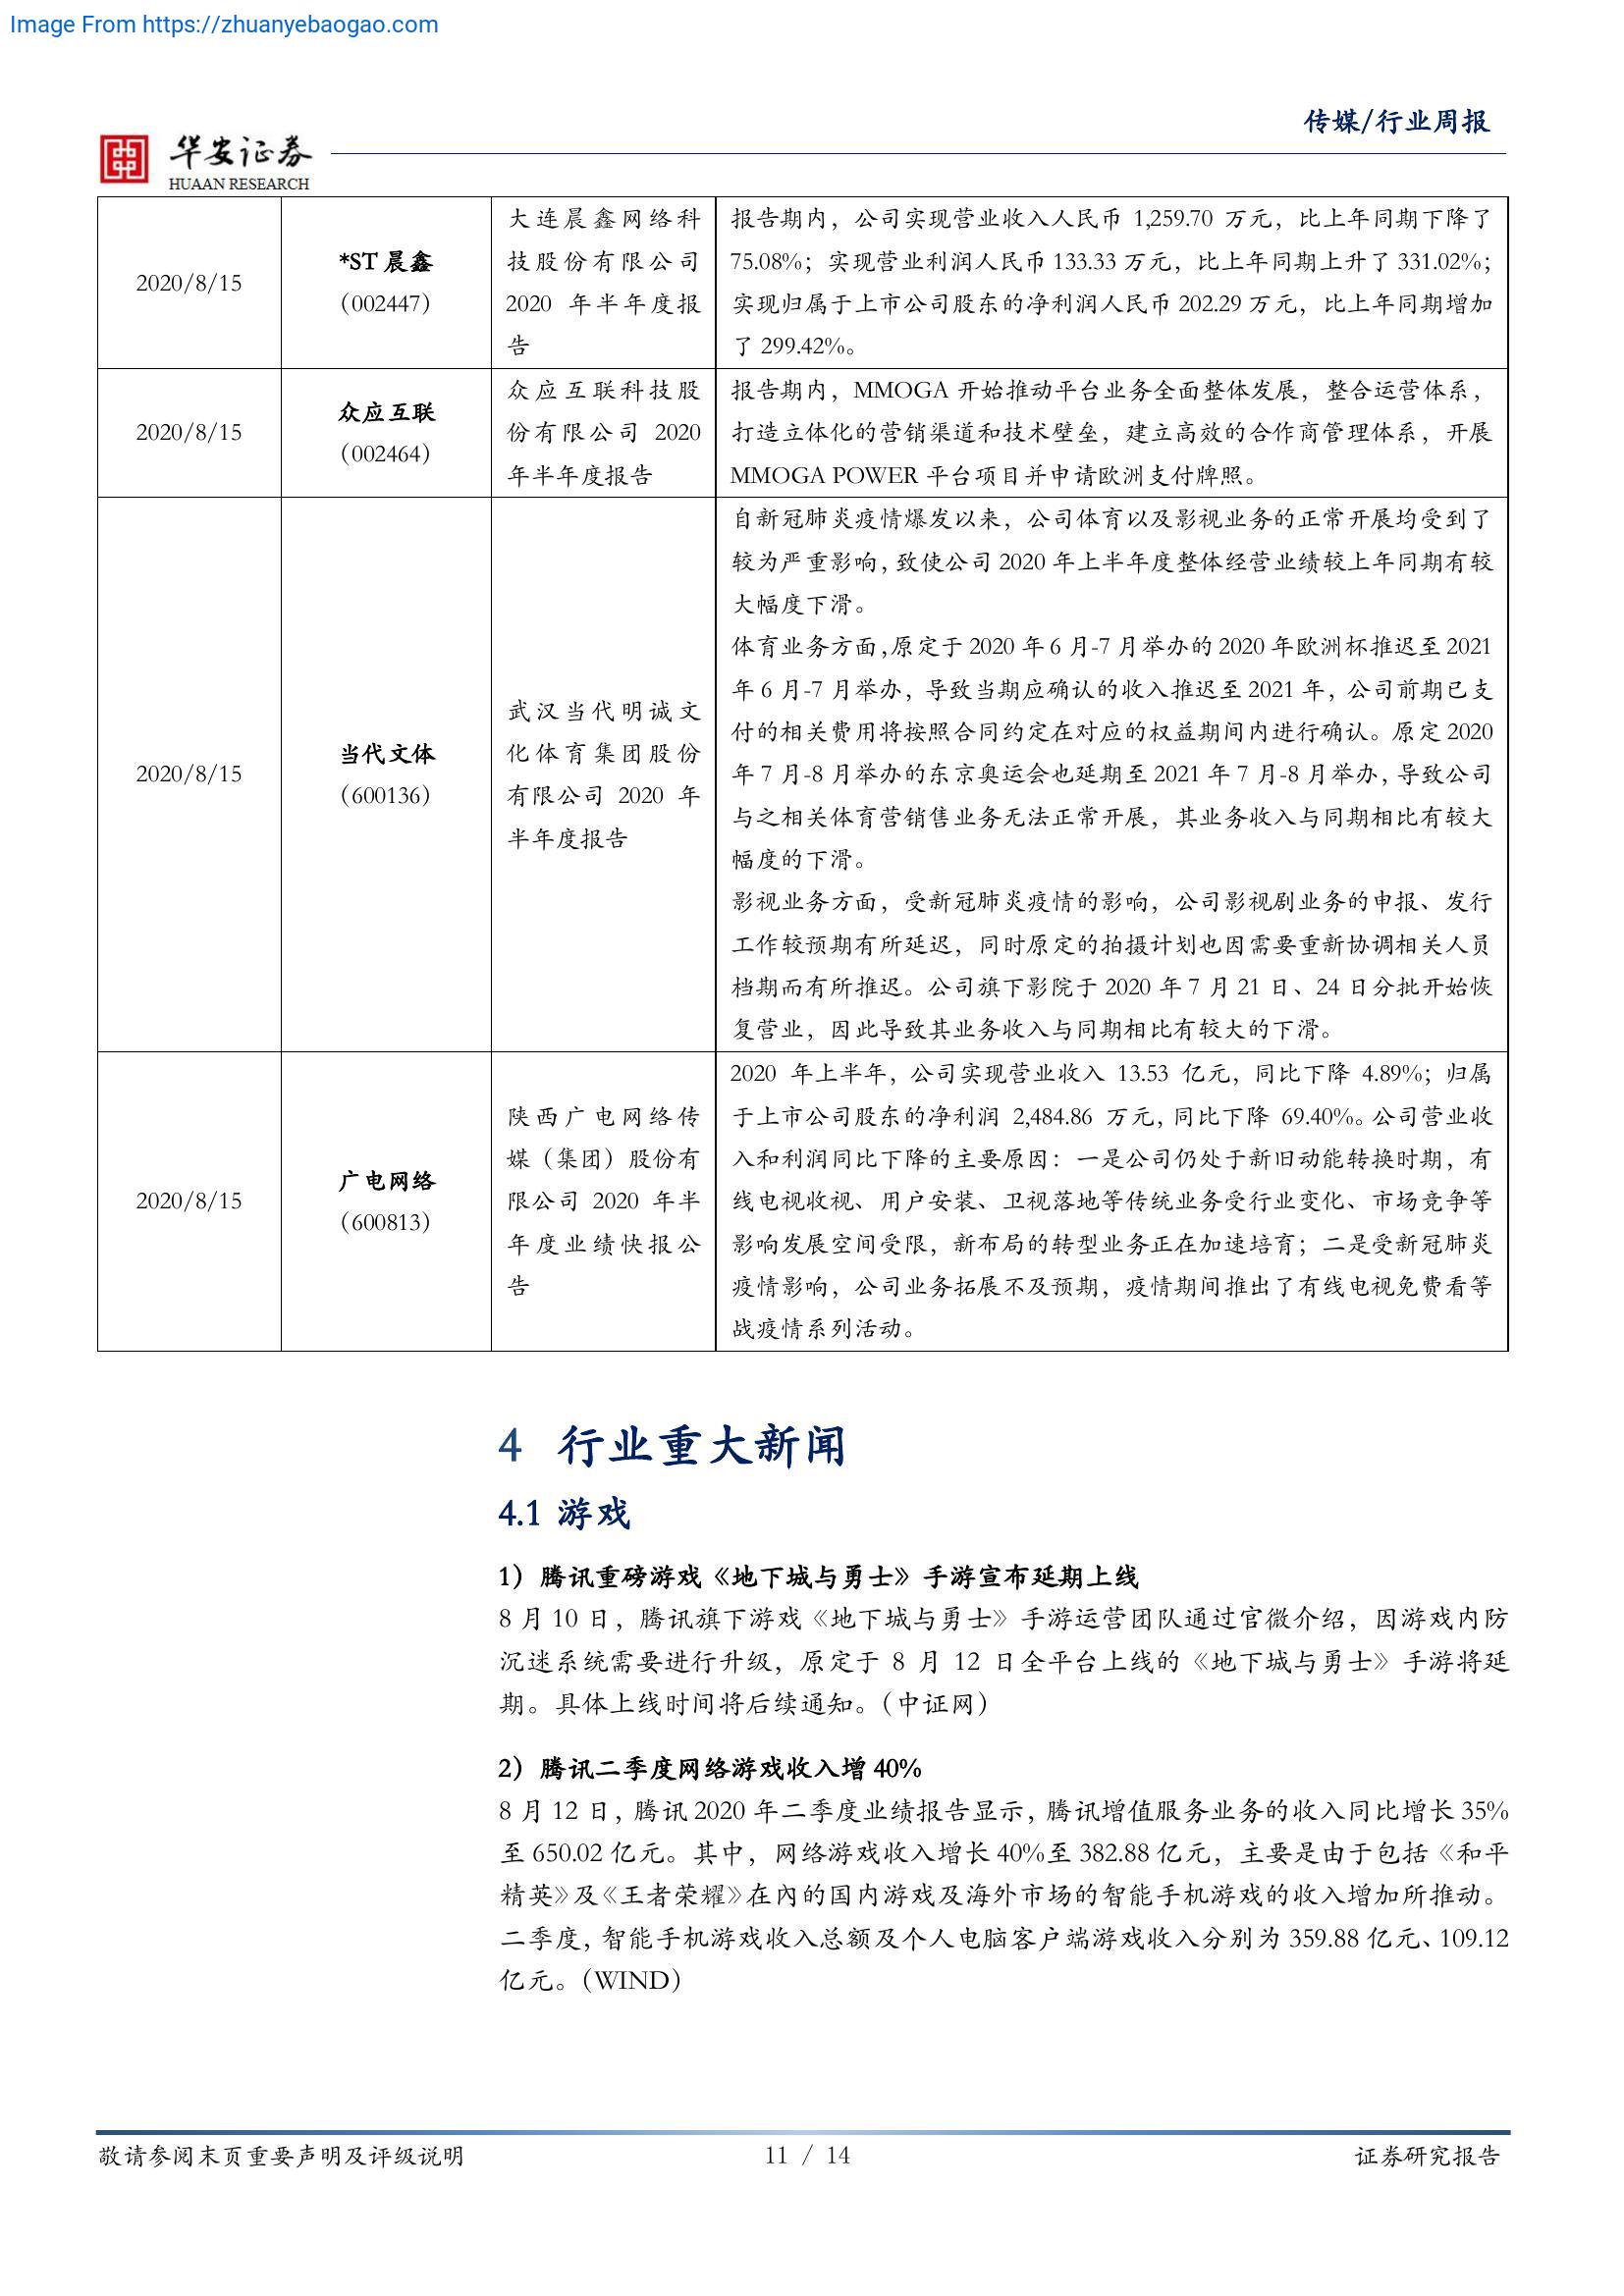 Image From https://zhuanyebaogao.com
传媒/行业周报
华安证券
HUAAN RESEARCH
2020/8/15
*ST 晨鑫
（002447）
大连晨鑫网络科
技股份有限公司
2020 年半年度报
告
报告期内，公司实现营业收入人民币 1,259.70 万元，比上年同期下降了
75.08%；实现营业利润人民币 133.33 万元，比上年同期上升了 331.02%；
实现归属于上市公司股东的净利润人民币 202.29 万元，比上年同期增加
了 299.42%。
2020/8/15
众应互联
（002464）
众应互联科技股
份有限公司 2020
年半年度报告
报告期内，MMOGA 开始推动平台业务全面整体发展，整合运营体系，
打造立体化的营销渠道和技术壁垒，建立高效的合作商管理体系，开展
MMOGA POWER 平台项目并申请欧洲支付牌照。
2020/8/15
当代文体
（600136）
武汉当代明诚文
化体育集团股份
有限公司 2020 年
半年度报告
自新冠肺炎疫情爆发以来，公司体育以及影视业务的正常开展均受到了
较为严重影响，致使公司 2020 年上半年度整体经营业绩较上年同期有较
大幅度下滑。
体育业务方面，原定于 2020 年 6 月-7 月举办的 2020 年欧洲杯推迟至 2021
年 6 月-7 月举办，导致当期应确认的收入推迟至 2021 年，公司前期已支
付的相关费用将按照合同约定在对应的权益期间内进行确认。原定 2020
年 7 月-8 月举办的东京奥运会也延期至 2021 年 7 月-8 月举办，导致公司
与之相关体育营销售业务无法正常开展，其业务收入与同期相比有较大
幅度的下滑。
影视业务方面，受新冠肺炎疫情的影响，公司影视剧业务的申报、发行
工作较预期有所延迟，同时原定的拍摄计划也因需要重新协调相关人员
档期而有所推迟。公司旗下影院于 2020 年 7 月 21 日、24 日分批开始恢
复营业，因此导致其业务收入与同期相比有较大的下滑。
2020/8/15
广电网络
（600813）
陕西广电网络传
媒（集团）股份有
限公司 2020 年半
年度业绩快报公
告
2020 年上半年，公司实现营业收入 13.53 亿元，同比下降 4.89%；归属
于上市公司股东的净利润 2,484.86 万元，同比下降 69.40%。公司营业收
入和利润同比下降的主要原因：一是公司仍处于新旧动能转换时期，有
线电视收视、用户安装、卫视落地等传统业务受行业变化、市场竞争等
影响发展空间受限，新布局的转型业务正在加速培育；二是受新冠肺炎
疫情影响，公司业务拓展不及预期，疫情期间推出了有线电视免费看等
战疫情系列活动。
4 行业重大新闻
4.1 游戏
1）腾讯重磅游戏《地下城与勇士》手游宣布延期上线
8 月 10 日，腾讯旗下游戏《地下城与勇士》手游运营团队通过官微介绍，因游戏内防
沉迷系统需要进行升级，原定于 8 月 12 日全平台上线的《地下城与勇士》手游将延
期。具体上线时间将后续通知。（中证网）
2）腾讯二季度网络游戏收入增 40%
8 月 12 日，腾讯 2020 年二季度业绩报告显示，腾讯增值服务业务的收入同比增长 35%
至 650.02 亿元。其中，网络游戏收入增长 40%至 382.88 亿元，主要是由于包括《和平
精英》及《王者荣耀》在內的国内游戏及海外市场的智能手机游戏的收入增加所推动。
二季度，智能手机游戏收入总额及个人电脑客户端游戏收入分别为 359.88 亿元、109.12
亿元。（WIND）
敬请参阅末页重要声明及评级说明
11 / 14
证券研究报告